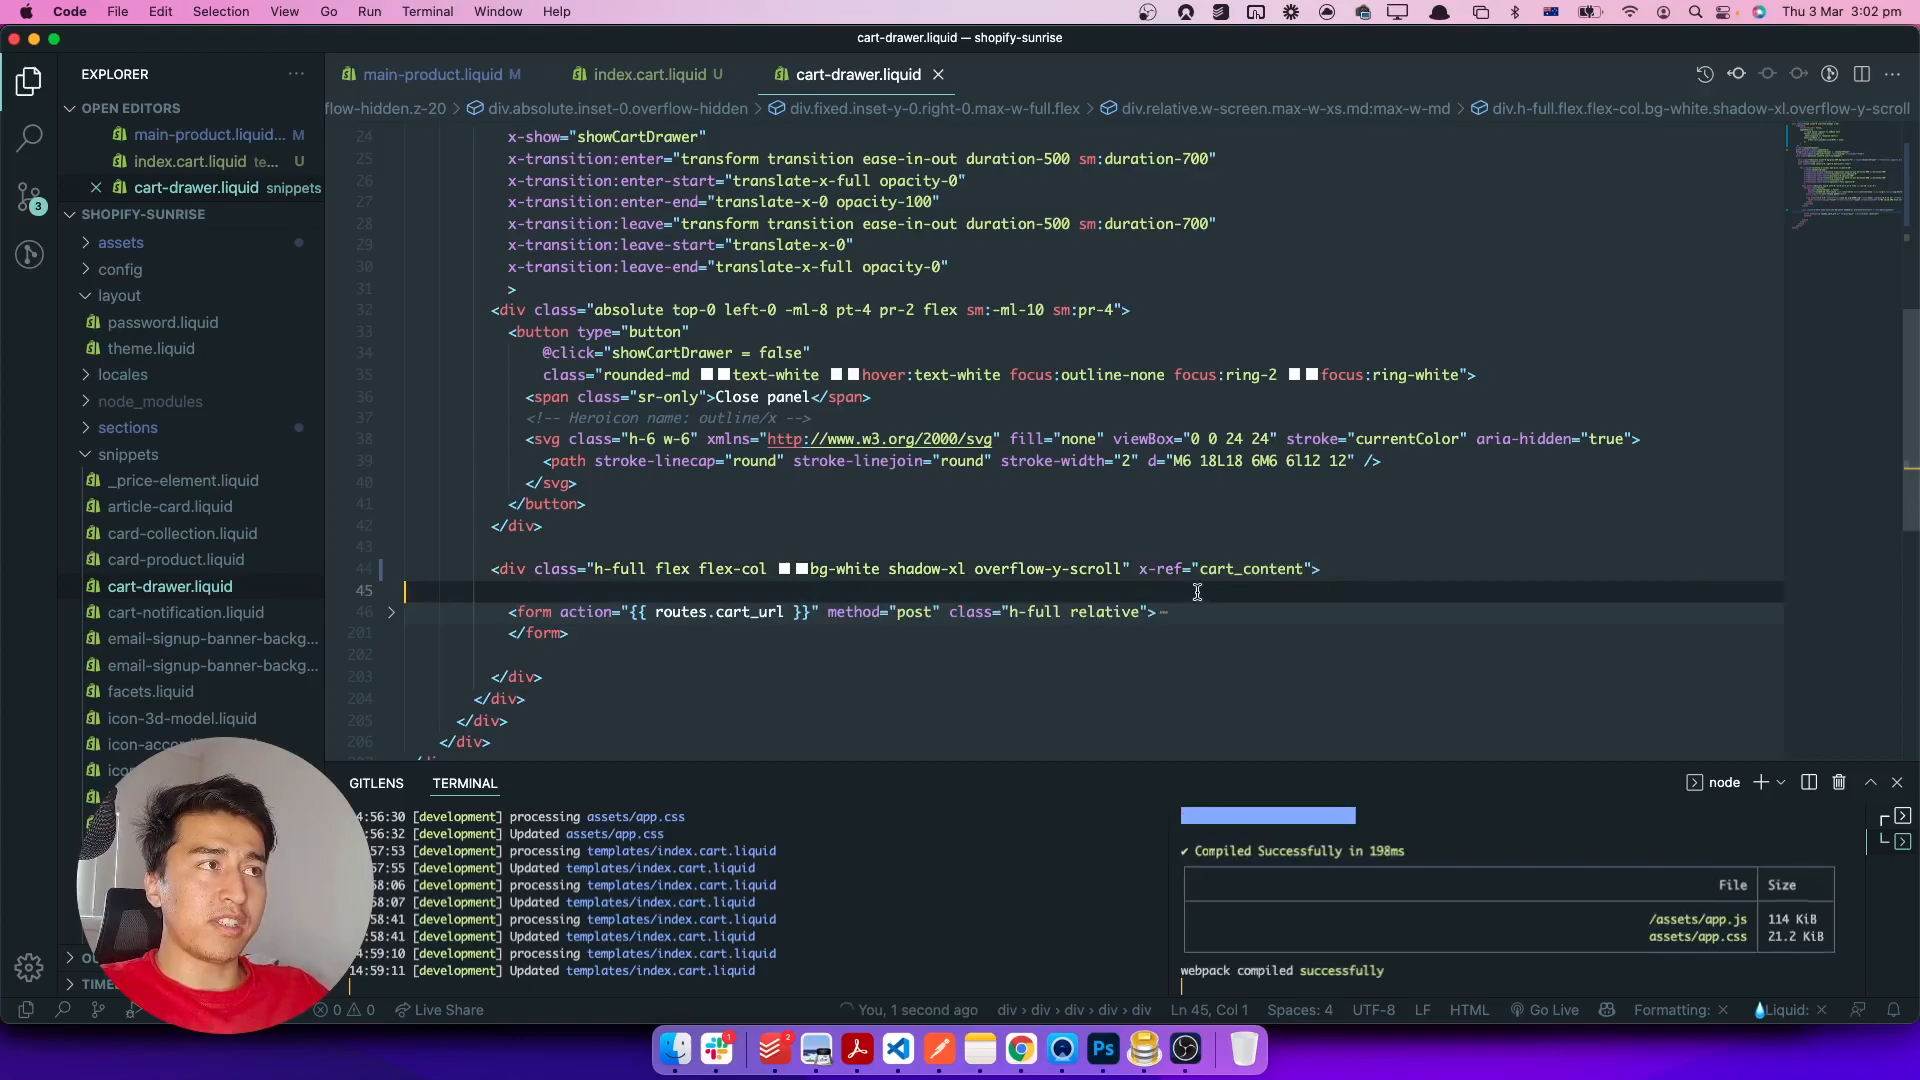 Code File Edit Selection View Go Run Terminal Window Help Thu 3 Mar 3:02 pm
cart-drawer.liquid — shopify-sunrise
EXPLORER
main-product.liquid M index.cart.liquid U cart-drawer.liquid
OPEN EDITORS
flow-hidden.z-20 > div.absolute.inset-0.overflow-hidden > div.fixed.inset-y-0.right-0.max-w-full.flex > div.relative.w-screen.max-w-xs.md:max-w-md > div.h-full.flex.flex-col.bg-white.shadow-xl.overflow-y-scroll
main-product.liquid... M
index.cart.liquid te... U
cart-drawer.liquid snippets
SHOPIFY-SUNRISE
assets
config
layout
password.liquid
theme.liquid
locales
node_modules
sections
snippets
_price-element.liquid
article-card.liquid
card-collection.liquid
card-product.liquid
cart-drawer.liquid
cart-notification.liquid
email-signup-banner-backg...
email-signup-banner-backg...
facets.liquid
icon-3d-model.liquid
icon-acc
24 x-show="showCartDrawer"
25 x-transition:enter="transform transition ease-in-out duration-500 sm:duration-700"
26 x-transition:enter-start="translate-x-full opacity-0"
27 x-transition:enter-end="translate-x-0 opacity-100"
28 x-transition:leave="transform transition ease-in-out duration-500 sm:duration-700"
29 x-transition:leave-start="translate-x-0"
30 x-transition:leave-end="translate-x-full opacity-0"
31 >
32 <div class="absolute top-0 left-0 -ml-8 pt-4 pr-2 flex sm:-ml-10 sm:pr-4">
33 <button type="button"
34 @click="showCartDrawer = false"
35 class="rounded-md text-white hover:text-white focus:outline-none focus:ring-2 focus:ring-white">
36 <span class="sr-only">Close panel</span>
37 <!-- Heroicon name: outline/x -->
38 <svg class="h-6 w-6" xmlns="http://www.w3.org/2000/svg" fill="none" viewBox="0 0 24 24" stroke="currentColor" aria-hidden="true">
39 <path stroke-linecap="round" stroke-linejoin="round" stroke-width="2" d="M6 18L18 6M6 6l12 12" />
40 </svg>
41 </button>
42 </div>
43
44 <div class="h-full flex flex-col bg-white shadow-xl overflow-y-scroll" x-ref="cart_content">
45
46 <form action="{{ routes.cart_url }}" method="post" class="h-full relative">
201 </form>
202
203 </div>
204 </div>
205 </div>
206 </div>
GITLENS TERMINAL node
4:56:30 [development] processing assets/app.css
:56:32 [development] Updated assets/app.css
:57:53 [development] processing templates/index.cart.liquid
:57:55 [development] Updated templates/index.cart.liquid
:58:06 [development] processing templates/index.cart.liquid
:58:07 [development] Updated templates/index.cart.liquid
:58:41 [development] processing templates/index.cart.liquid
:58:41 [development] Updated templates/index.cart.liquid
:59:10 [development] processing templates/index.cart.liquid
14:59:11 [development] Updated templates/index.cart.liquid
✔ Compiled Successfully in 198ms
File Size
/assets/app.js 114 KiB
assets/app.css 21.2 KiB
webpack compiled successfully
OU
TIME
0 0 Live Share You, 1 second ago div > div > div > div Ln 45, Col 1 Spaces: 4 UTF-8 LF HTML Go Live Formatting: Liquid: